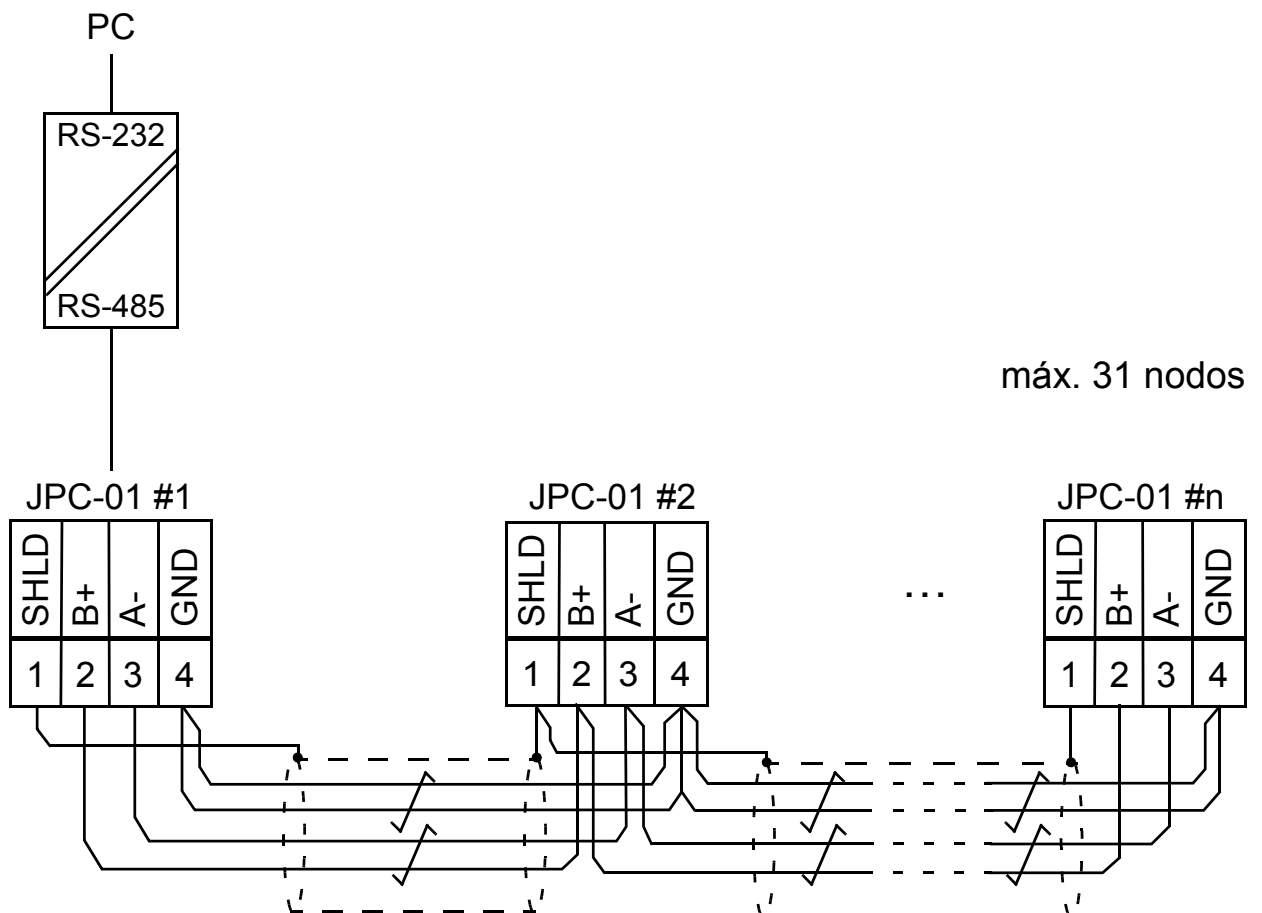 PC
RS-232
RS-485
máx. 31 nodos
JPC-01 #1
SHLD B+ A- GND
1 2 3 4
JPC-01 #2
SHLD B+ A- GND
1 2 3 4
...
JPC-01 #n
SHLD B+ A- GND
1 2 3 4